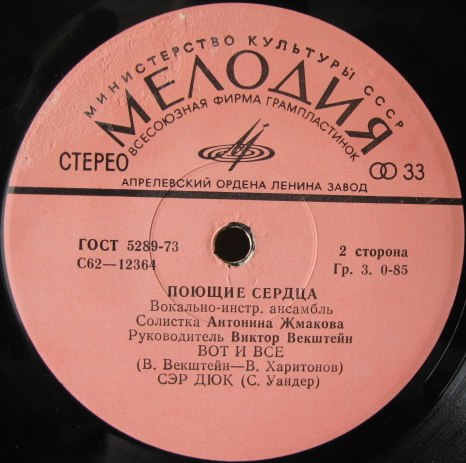 МИНИСТЕРСТВО КУЛЬТУРЫ СССР
МЕЛОДИЯ
ВСЕСОЮЗНАЯ ФИРМА ГРАМПЛАСТИНОК
СТЕРЕО
33
АПРЕЛЕВСКИЙ ОРДЕНА ЛЕНИНА ЗАВОД
ГОСТ 5289-73
2 сторона
С62—12364
Гр. 3. 0-85
ПОЮЩИЕ СЕРДЦА
Вокально-инстр. ансамбль
Солистка Антонина Жмакова
Руководитель Виктор Векштейн
ВОТ И ВСЕ
(В. Векштейн—В. Харитонов)
СЭР ДЮК (С. Уандер)